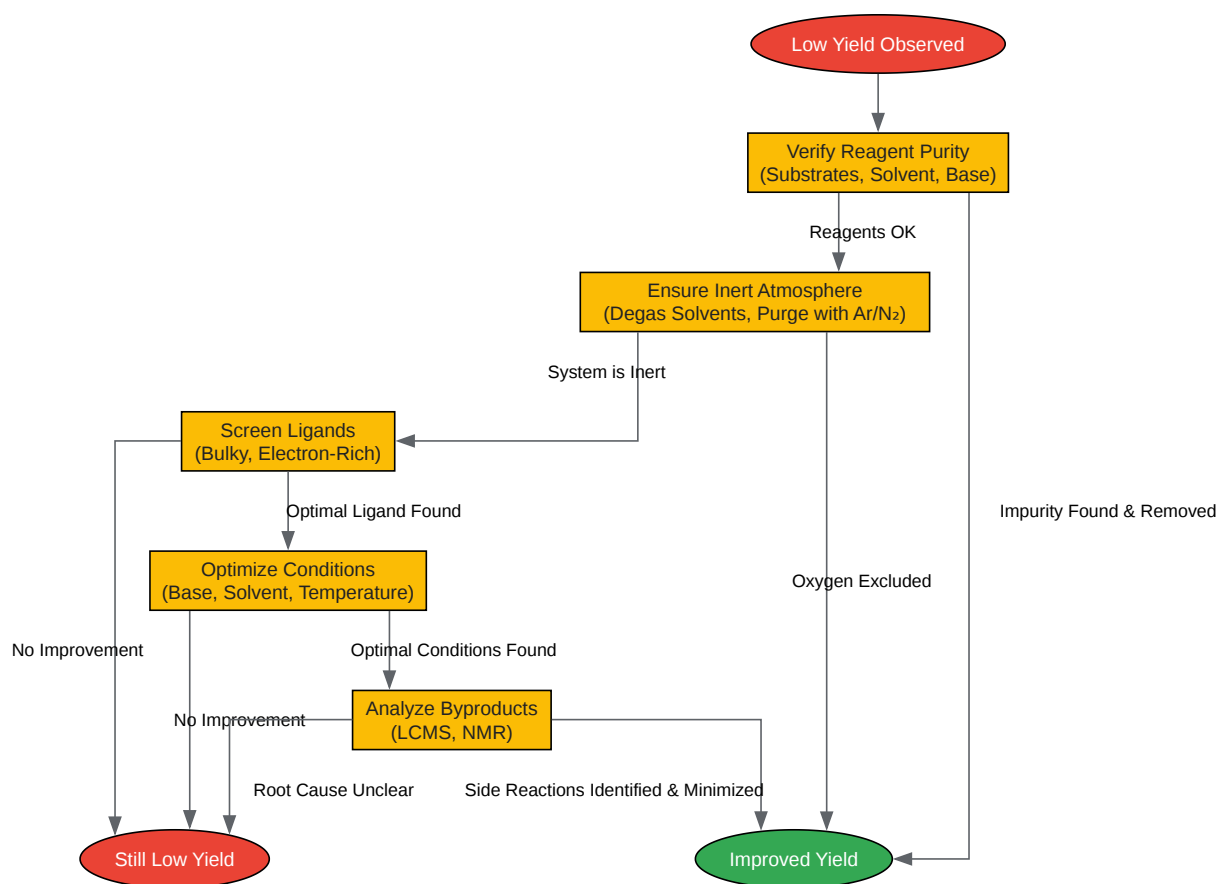 Low Yield Observed
Verify Reagent Purity
(Substrates, Solvent, Base)
Reagents OK
Ensure Inert Atmosphere
(Degas Solvents, Purge with Ar/N₂)
System is Inert
Screen Ligands
(Bulky, Electron-Rich)
Optimal Ligand Found
Impurity Found & Removed
Optimize Conditions
(Base, Solvent, Temperature)
Oxygen Excluded
No Improvement
Optimal Conditions Found
Analyze Byproducts
(LCMS, NMR)
No Improvement
Root Cause Unclear
Side Reactions Identified & Minimized
Still Low Yield
Improved Yield